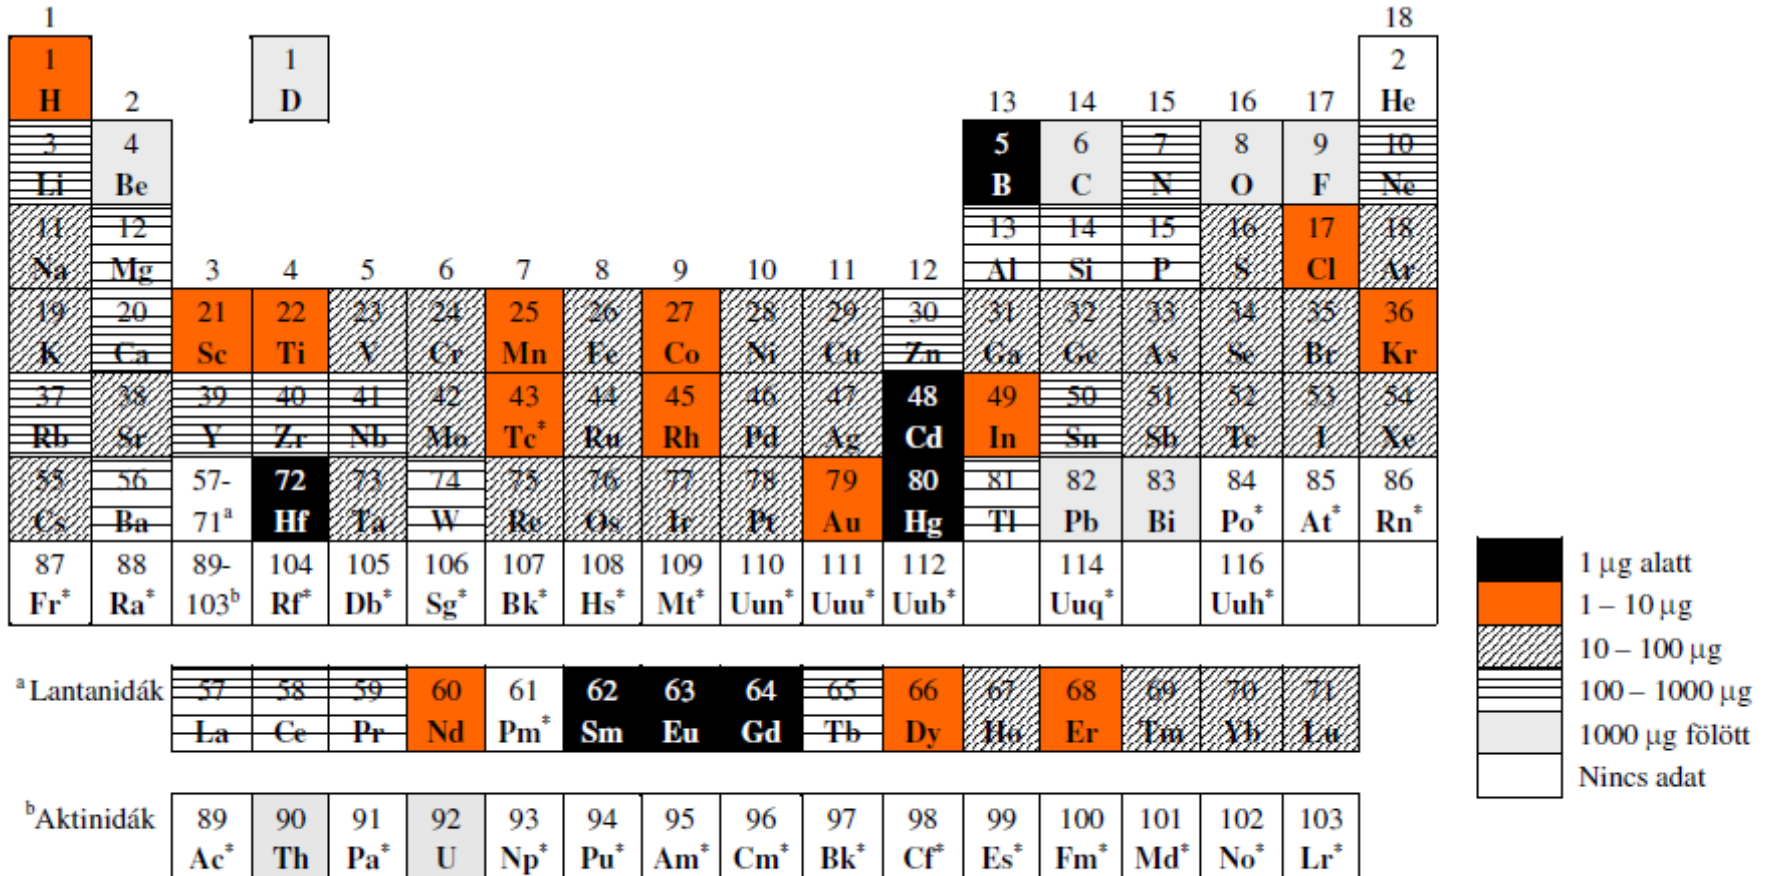 1 18
1 1 2
H 2 D 13 14 15 16 17 He
3 4 5 6 7 8 9 10
Li Be B C N O F Ne
11 12 13 14 15 16 17 18
Na Mg 3 4 5 6 7 8 9 10 11 12 Al Si P S Cl Ar
19 20 21 22 23 24 25 26 27 28 29 30 31 32 33 34 35 36
K Ca Sc Ti V Cr Mn Fe Co Ni Cu Zn Ga Ge As Se Br Kr
37 38 39 40 41 42 43 44 45 46 47 48 49 50 51 52 53 54
Rb Sr Y Zr Nb Mo Tc* Ru Rh Pd Ag Cd In Sn Sb Te I Xe
55 56 57- 72 73 74 75 76 77 78 79 80 81 82 83 84 85 86
Cs Ba 71ᵃ Hf Ta W Re Os Ir Pt Au Hg Tl Pb Bi Po* At* Rn*
87 88 89- 104 105 106 107 108 109 110 111 112 114 116
Fr* Ra* 103ᵇ Rf* Db* Sg* Bk* Hs* Mt* Uun* Uuu* Uub* Uuq* Uuh*
1 µg alatt
1 – 10 µg
10 – 100 µg
100 – 1000 µg
1000 µg fölött
Nincs adat
ᵃLantanidák 57 58 59 60 61 62 63 64 65 66 67 68 69 70 71
La Ce Pr Nd Pm* Sm Eu Gd Tb Dy Ho Er Tm Yb Lu
ᵇAktinidák 89 90 91 92 93 94 95 96 97 98 99 100 101 102 103
Ac* Th Pa* U Np* Pu* Am* Cm* Bk* Cf* Es* Fm* Md* No* Lr*